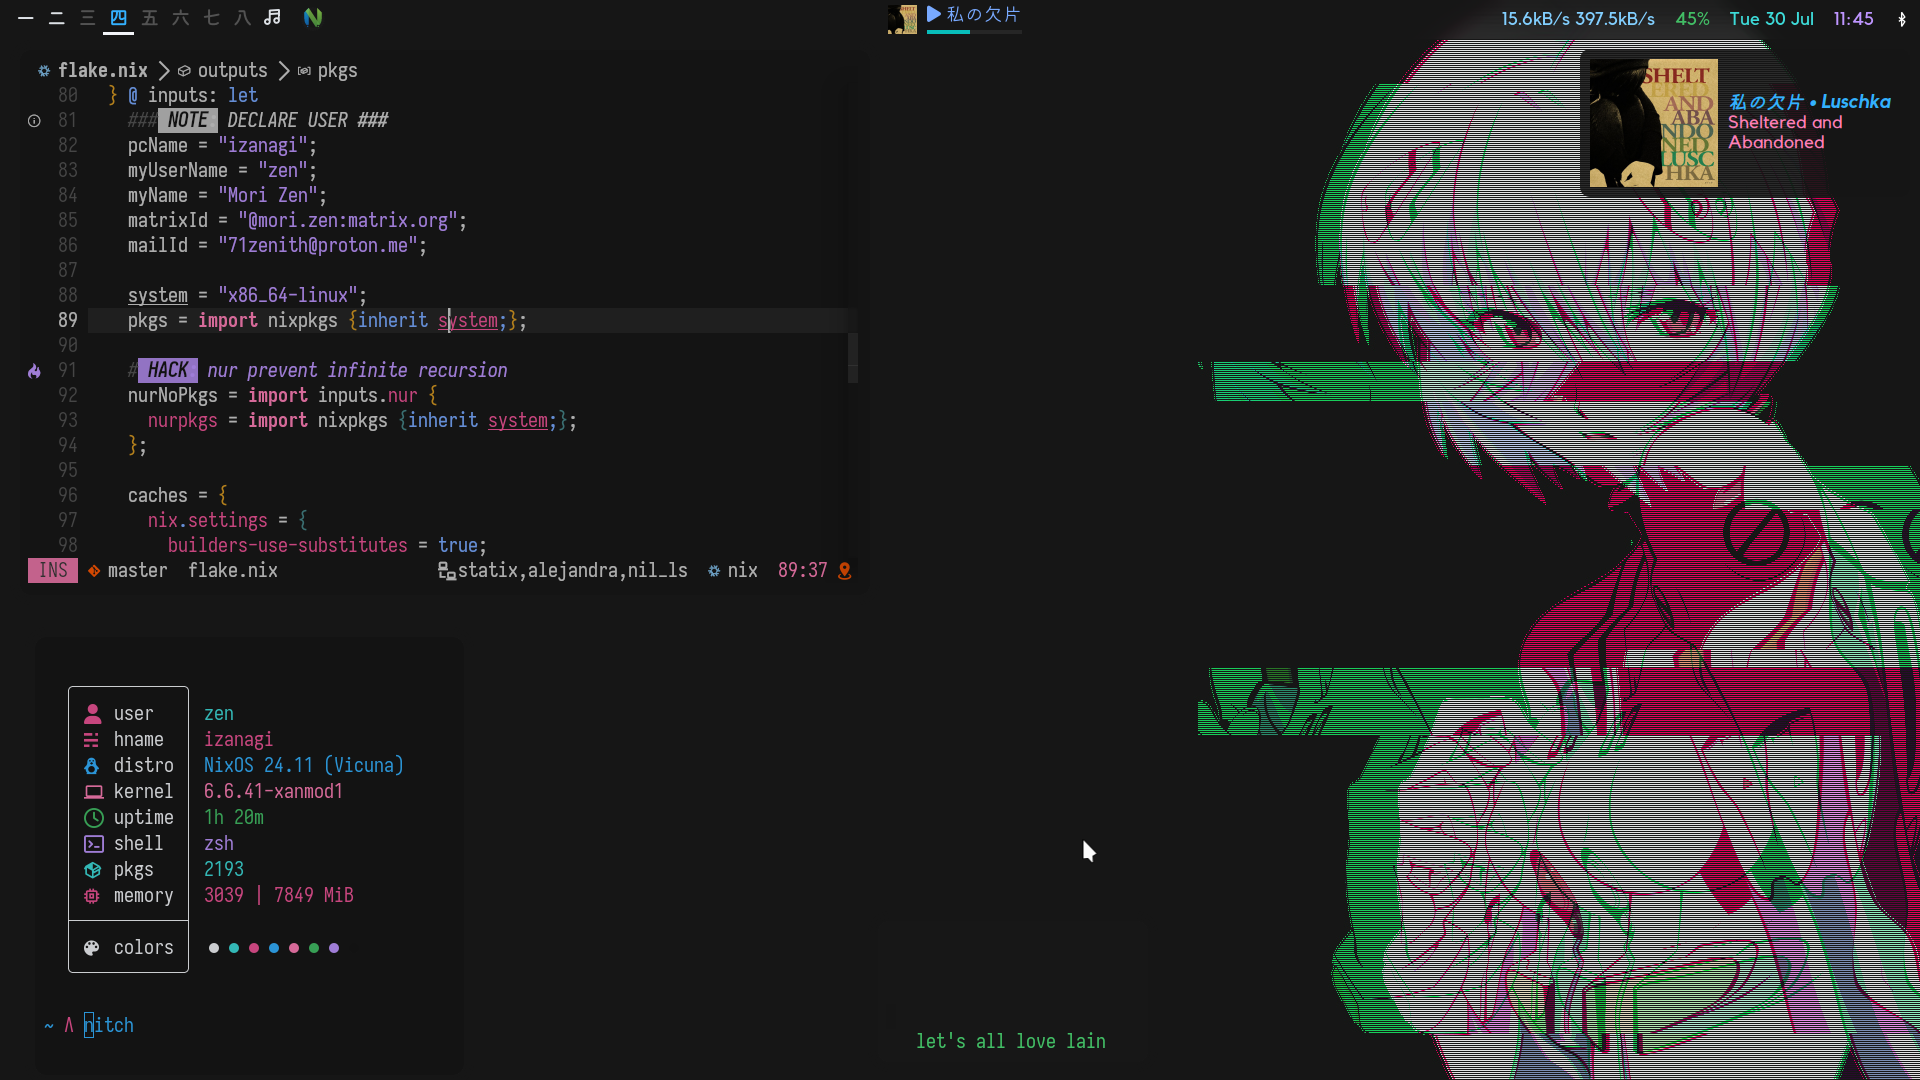 一 二 三 四 五 六 七 八
私の欠片
15.6kB/s 397.5kB/s 45% Tue 30 Jul 11:45
flake.nix outputs pkgs
80 } @ inputs: let
81 ### NOTE: DECLARE USER ###
82 pcName = "izanagi";
83 myUserName = "zen";
84 myName = "Mori Zen";
85 matrixId = "@mori.zen:matrix.org";
86 mailId = "71zenith@proton.me";
87
88 system = "x86_64-linux";
89 pkgs = import nixpkgs {inherit system;};
90
91 # HACK: nur prevent infinite recursion
92 nurNoPkgs = import inputs.nur {
93 nurpkgs = import nixpkgs {inherit system;};
94 };
95
96 caches = {
97 nix.settings = {
98 builders-use-substitutes = true;
INS master flake.nix statix,alejandra,nil_ls nix 89:37
SHELT
ERED
AND
ABA
NDO
NED
LUSC
HKA
私の欠片 • Luschka
Sheltered and
Abandoned
user zen
hname izanagi
distro NixOS 24.11 (Vicuna)
kernel 6.6.41-xanmod1
uptime 1h 20m
shell zsh
pkgs 2193
memory 3039 | 7849 MiB
colors
~ Λ nitch
let's all love lain